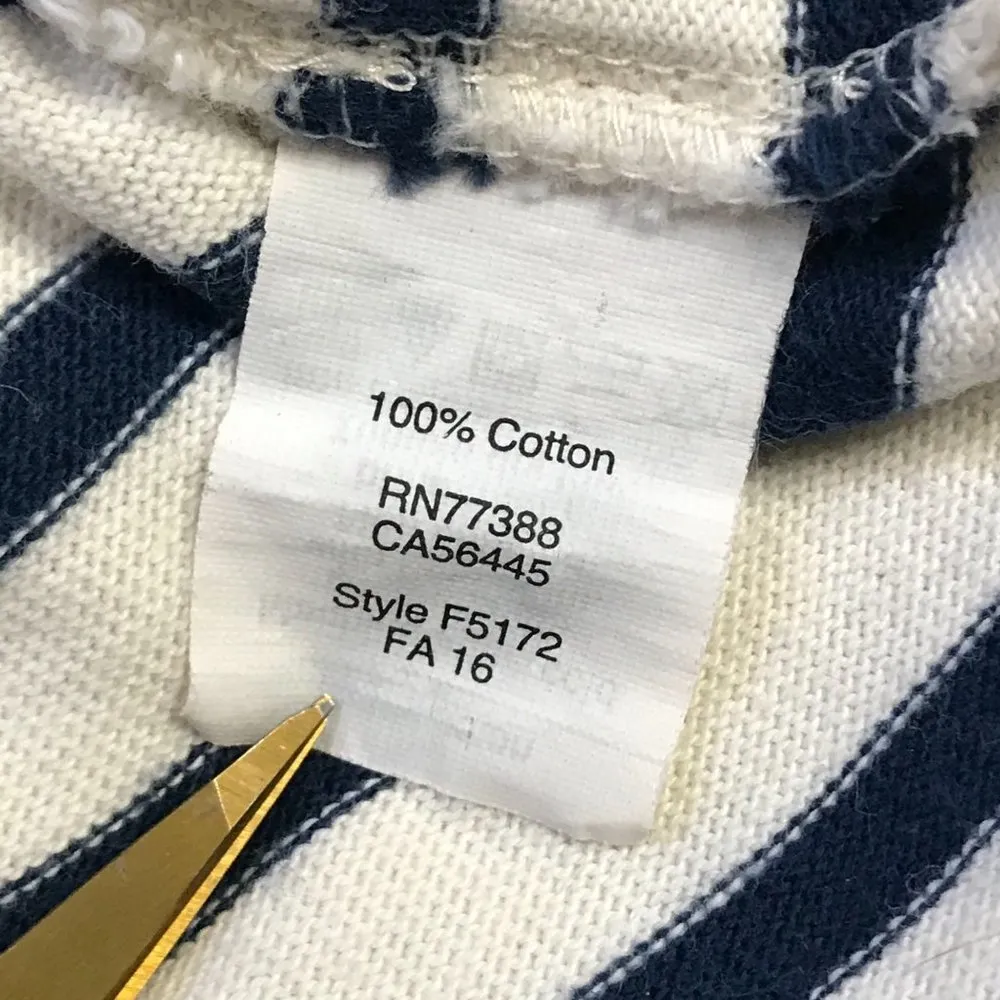 100% Cotton
RN77388
CA56445
Style F5172
FA 16